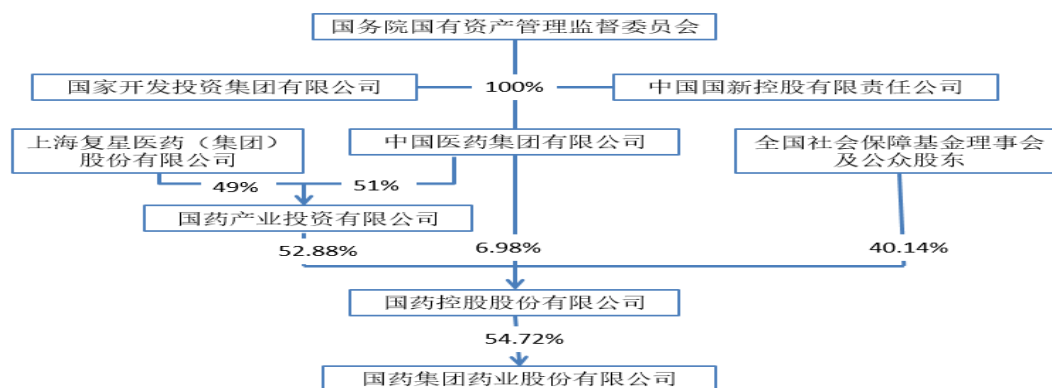 国务院国有资产管理监督委员会
国家开发投资集团有限公司
100%
中国国新控股有限责任公司
上海复星医药（集团）
股份有限公司
中国医药集团有限公司
全国社会保障基金理事会
及公众股东
49%
51%
国药产业投资有限公司
52.88%
6.98%
40.14%
国药控股股份有限公司
54.72%
国药集团药业股份有限公司